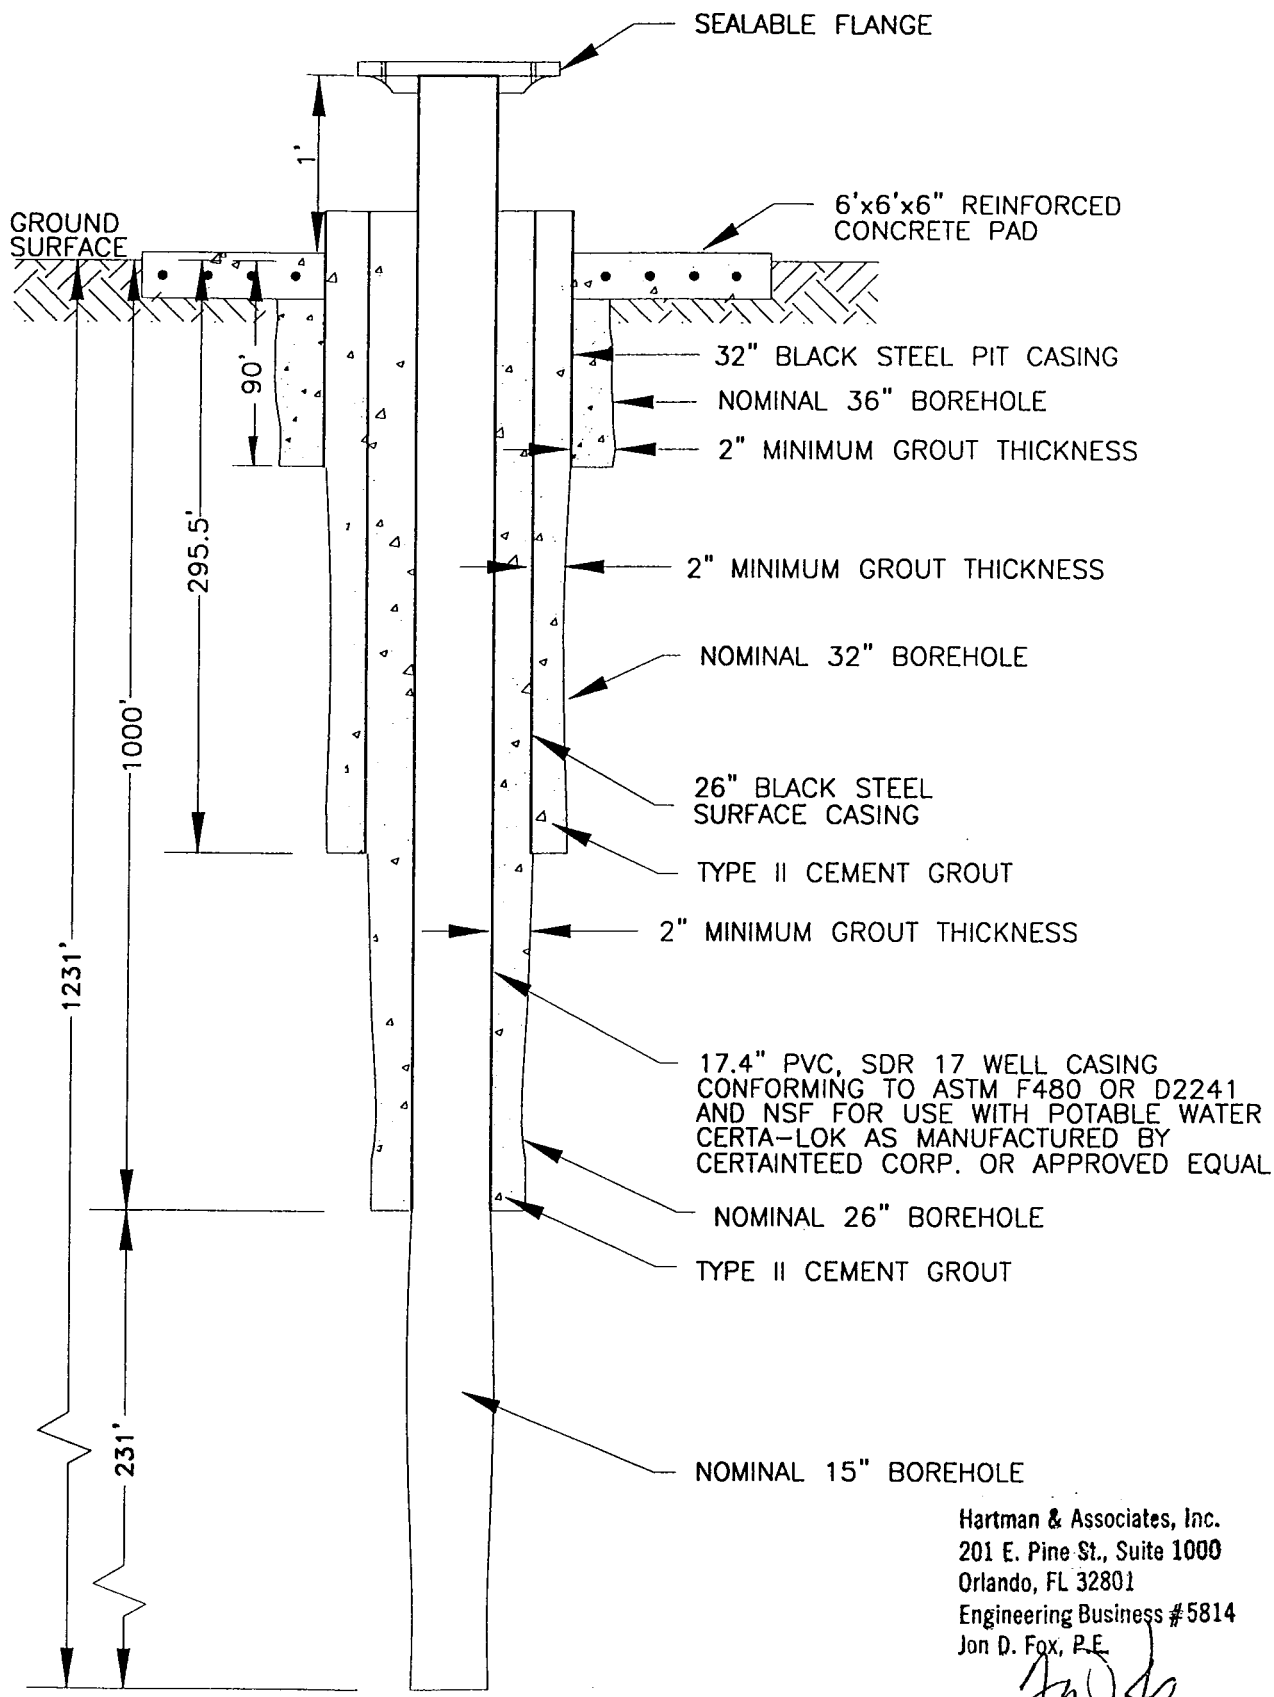 SEALABLE FLANGE
1'
6'x6'x6" REINFORCED
CONCRETE PAD
GROUND
SURFACE
32" BLACK STEEL PIT CASING
90'
NOMINAL 36" BOREHOLE
2" MINIMUM GROUT THICKNESS
295.5'
2" MINIMUM GROUT THICKNESS
NOMINAL 32" BOREHOLE
1000'
26" BLACK STEEL
SURFACE CASING
TYPE II CEMENT GROUT
2" MINIMUM GROUT THICKNESS
1231'
17.4" PVC, SDR 17 WELL CASING
CONFORMING TO ASTM F480 OR D2241
AND NSF FOR USE WITH POTABLE WATER
CERTA-LOK AS MANUFACTURED BY
CERTAINTEED CORP. OR APPROVED EQUAL
NOMINAL 26" BOREHOLE
TYPE II CEMENT GROUT
231'
NOMINAL 15" BOREHOLE
Hartman & Associates, Inc.
201 E. Pine St., Suite 1000
Orlando, FL 32801
Engineering Business #5814
Jon D. Fox, P.E.